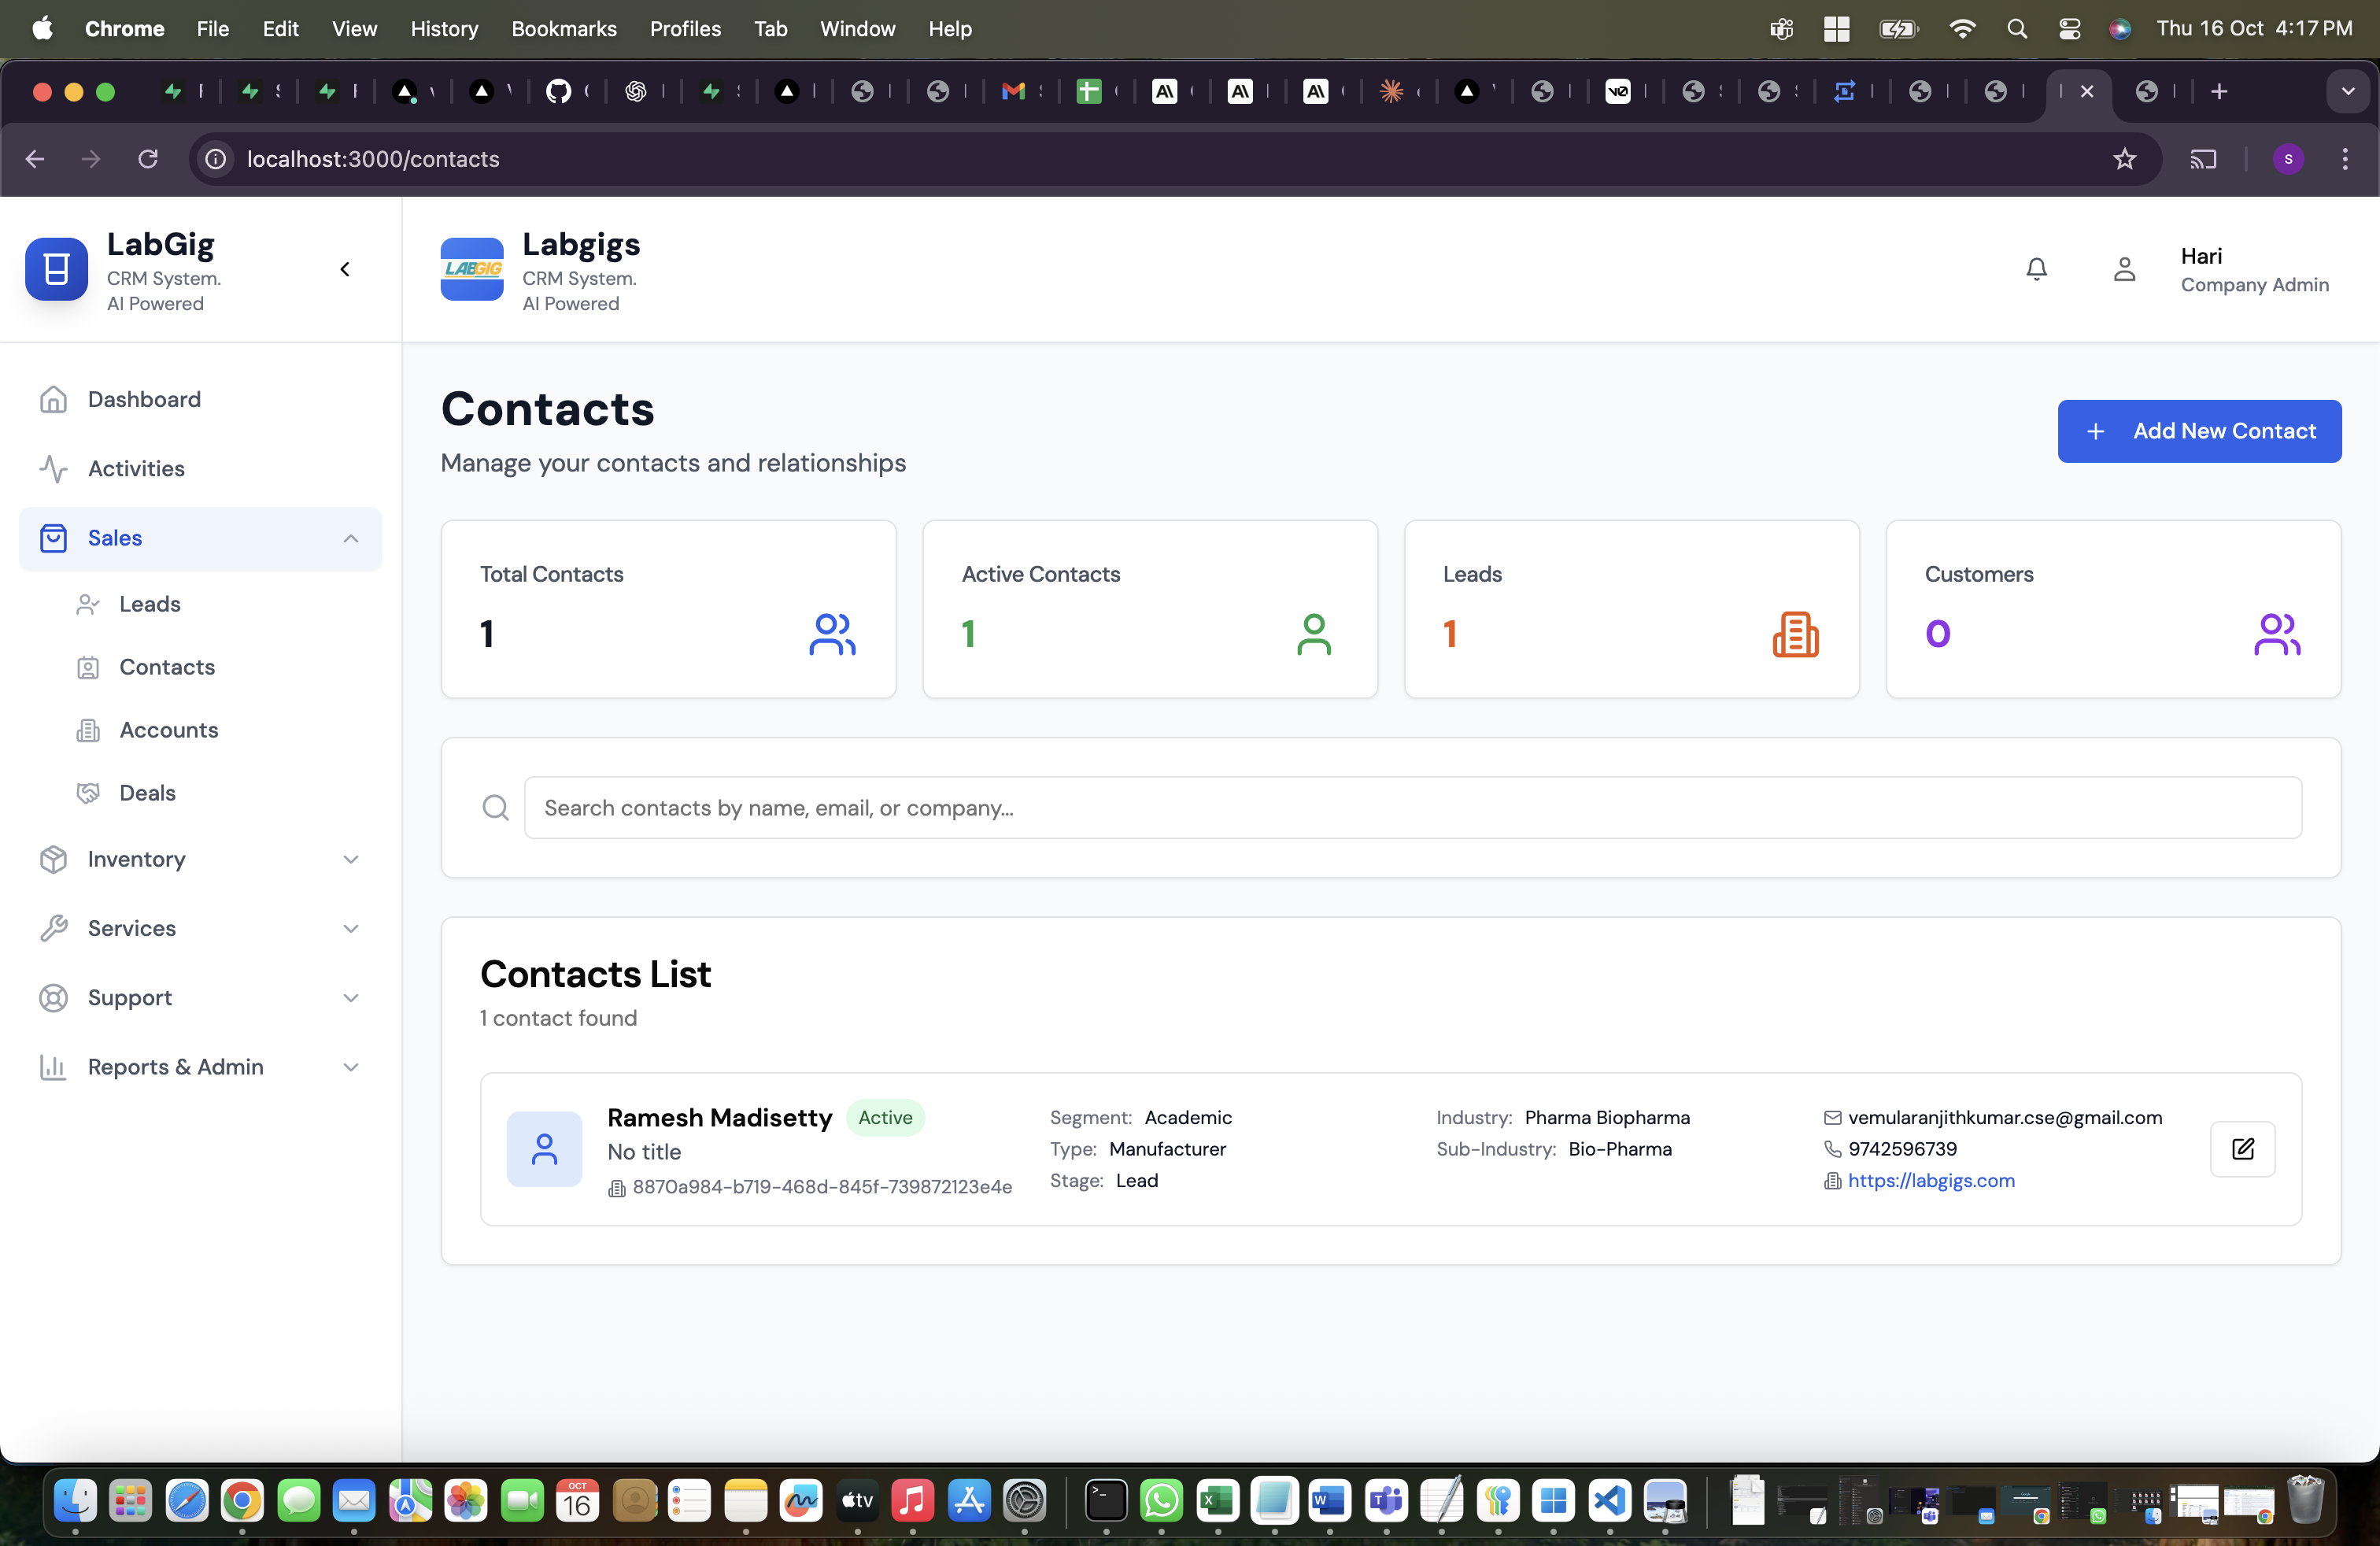 Chrome File Edit View History Bookmarks Profiles Tab Window Help Thu 16 Oct 4:17 PM
localhost:3000/contacts
LabGig
CRM System.
AI Powered
LABGIG
Labgigs
CRM System.
AI Powered
Hari
Company Admin
Dashboard
Activities
Sales
Leads
Contacts
Accounts
Deals
Inventory
Services
Support
Reports & Admin
Contacts
Manage your contacts and relationships
+ Add New Contact
Total Contacts
1
Active Contacts
1
Leads
1
Customers
0
Search contacts by name, email, or company...
Contacts List
1 contact found
Ramesh Madisetty Active
No title
8870a984-b719-468d-845f-739872123e4e
Segment: Academic
Type: Manufacturer
Stage: Lead
Industry: Pharma Biopharma
Sub-Industry: Bio-Pharma
vemularanjithkumar.cse@gmail.com
9742596739
https://labgigs.com
OCT
16
tv